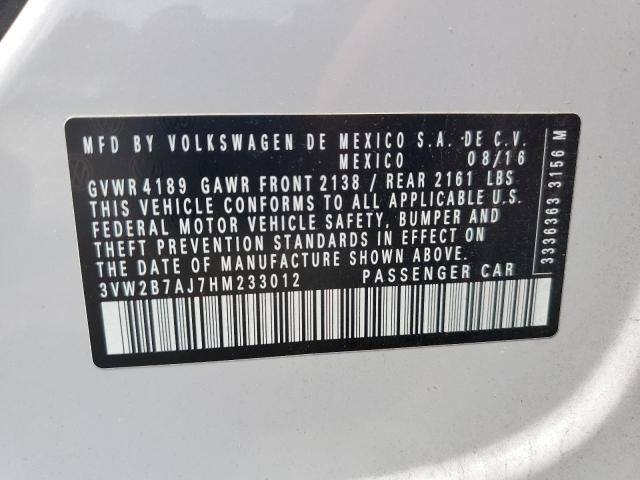 MFD BY VOLKSWAGEN DE MEXICO S.A. DE C.V.
MEXICO 08/16
GVWR 4189 GAWR FRONT 2138 / REAR 2161 LBS
THIS VEHICLE CONFORMS TO ALL APPLICABLE U.S.
FEDERAL MOTOR VEHICLE SAFETY, BUMPER AND
THEFT PREVENTION STANDARDS IN EFFECT ON
THE DATE OF MANUFACTURE SHOWN ABOVE.
3VW2B7AJ7HM233012 PASSENGER CAR
3336363 3156 M